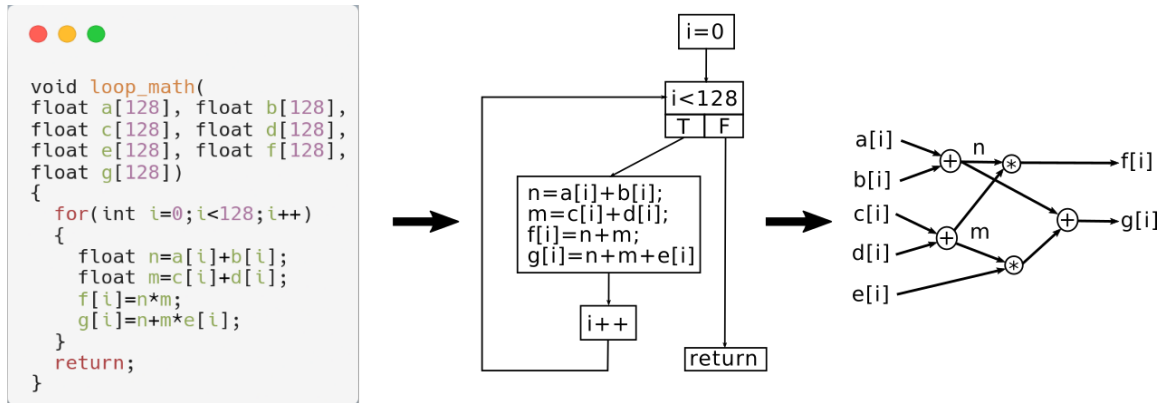 void loop_math(
float a[128], float b[128],
float c[128], float d[128],
float e[128], float f[128],
float g[128])
{
for(int i=0;i<128;i++)
{
float n=a[i]+b[i];
float m=c[i]+d[i];
f[i]=n*m;
g[i]=n+m*e[i];
}
return;
}
i=0
i<128
T F
n=a[i]+b[i];
m=c[i]+d[i];
f[i]=n+m;
g[i]=n+m+e[i]
i++
return
a[i]
b[i]
c[i]
d[i]
e[i]
+
n
*
+
m
*
+
f[i]
g[i]